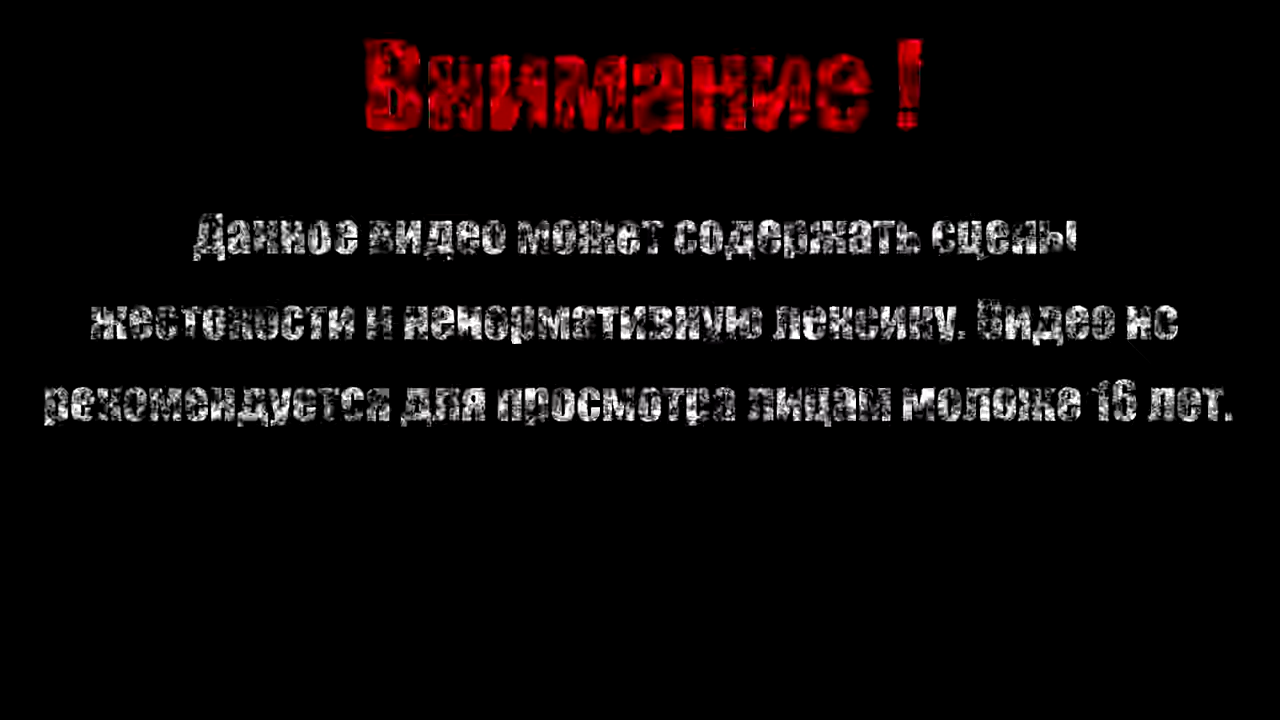 Внимание !
Данное видео может содержать сцены
жестокости и ненормативную лексику. Видео не
рекомендуется для просмотра лицам моложе 16 лет.